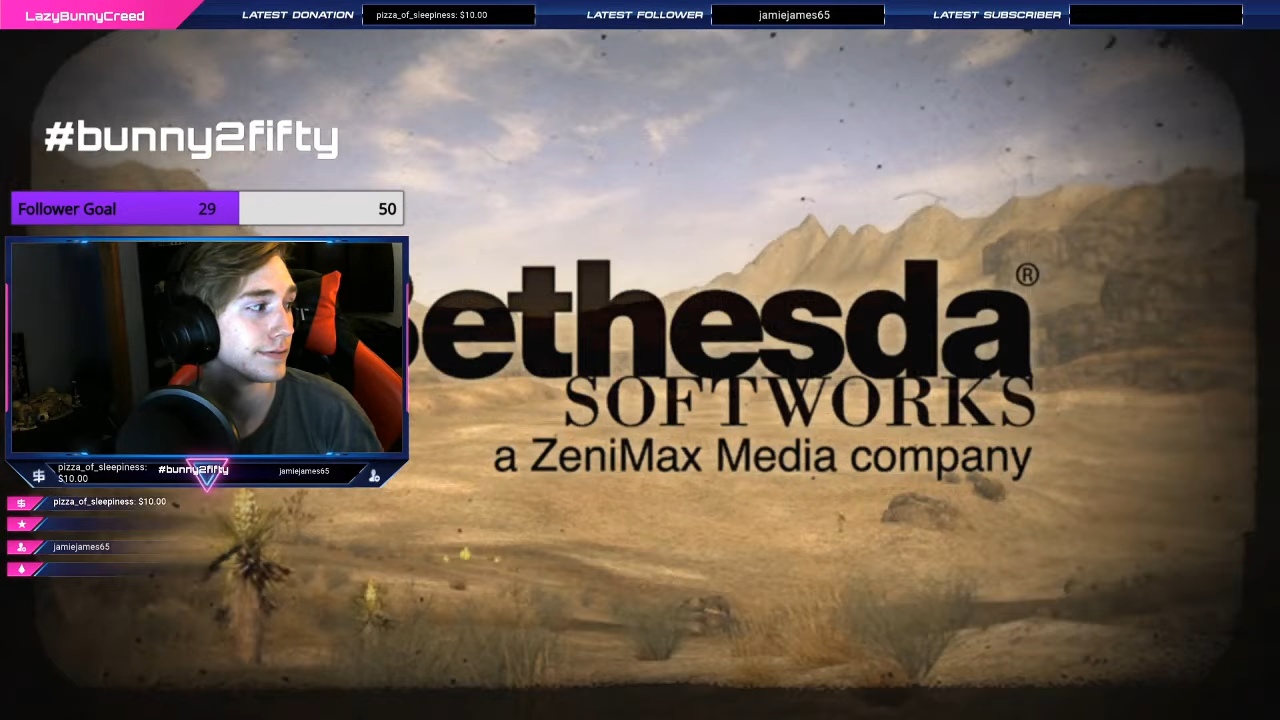 LazyBunnyCreed
LATEST DONATION
pizza_of_sleepiness: $10.00
LATEST FOLLOWER
jamiejames65
LATEST SUBSCRIBER
#bunny2fifty
Follower Goal 29 50
ethesda®
SOFTWORKS
a ZeniMax Media company
pizza_of_sleepiness:
$10.00
#bunny2fifty
jamiejames65
pizza_of_sleepiness: $10.00
jamiejames65